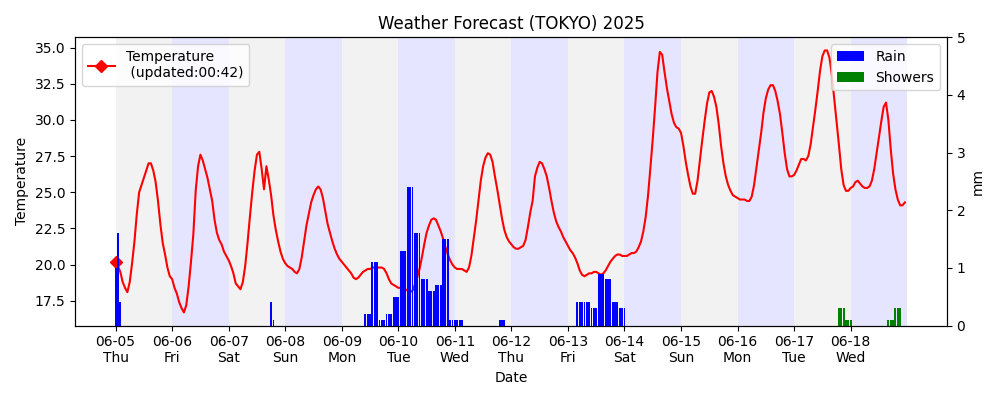 Weather Forecast (TOKYO) 2025
Temperature
(updated:00:42)
Rain
Showers
35.0
32.5
30.0
27.5
25.0
22.5
20.0
17.5
Temperature
5
4
3
2
1
0
mm
06-05 06-06 06-07 06-08 06-09 06-10 06-11 06-12 06-13 06-14 06-15 06-16 06-17 06-18
Thu Fri Sat Sun Mon Tue Wed Thu Fri Sat Sun Mon Tue Wed
Date